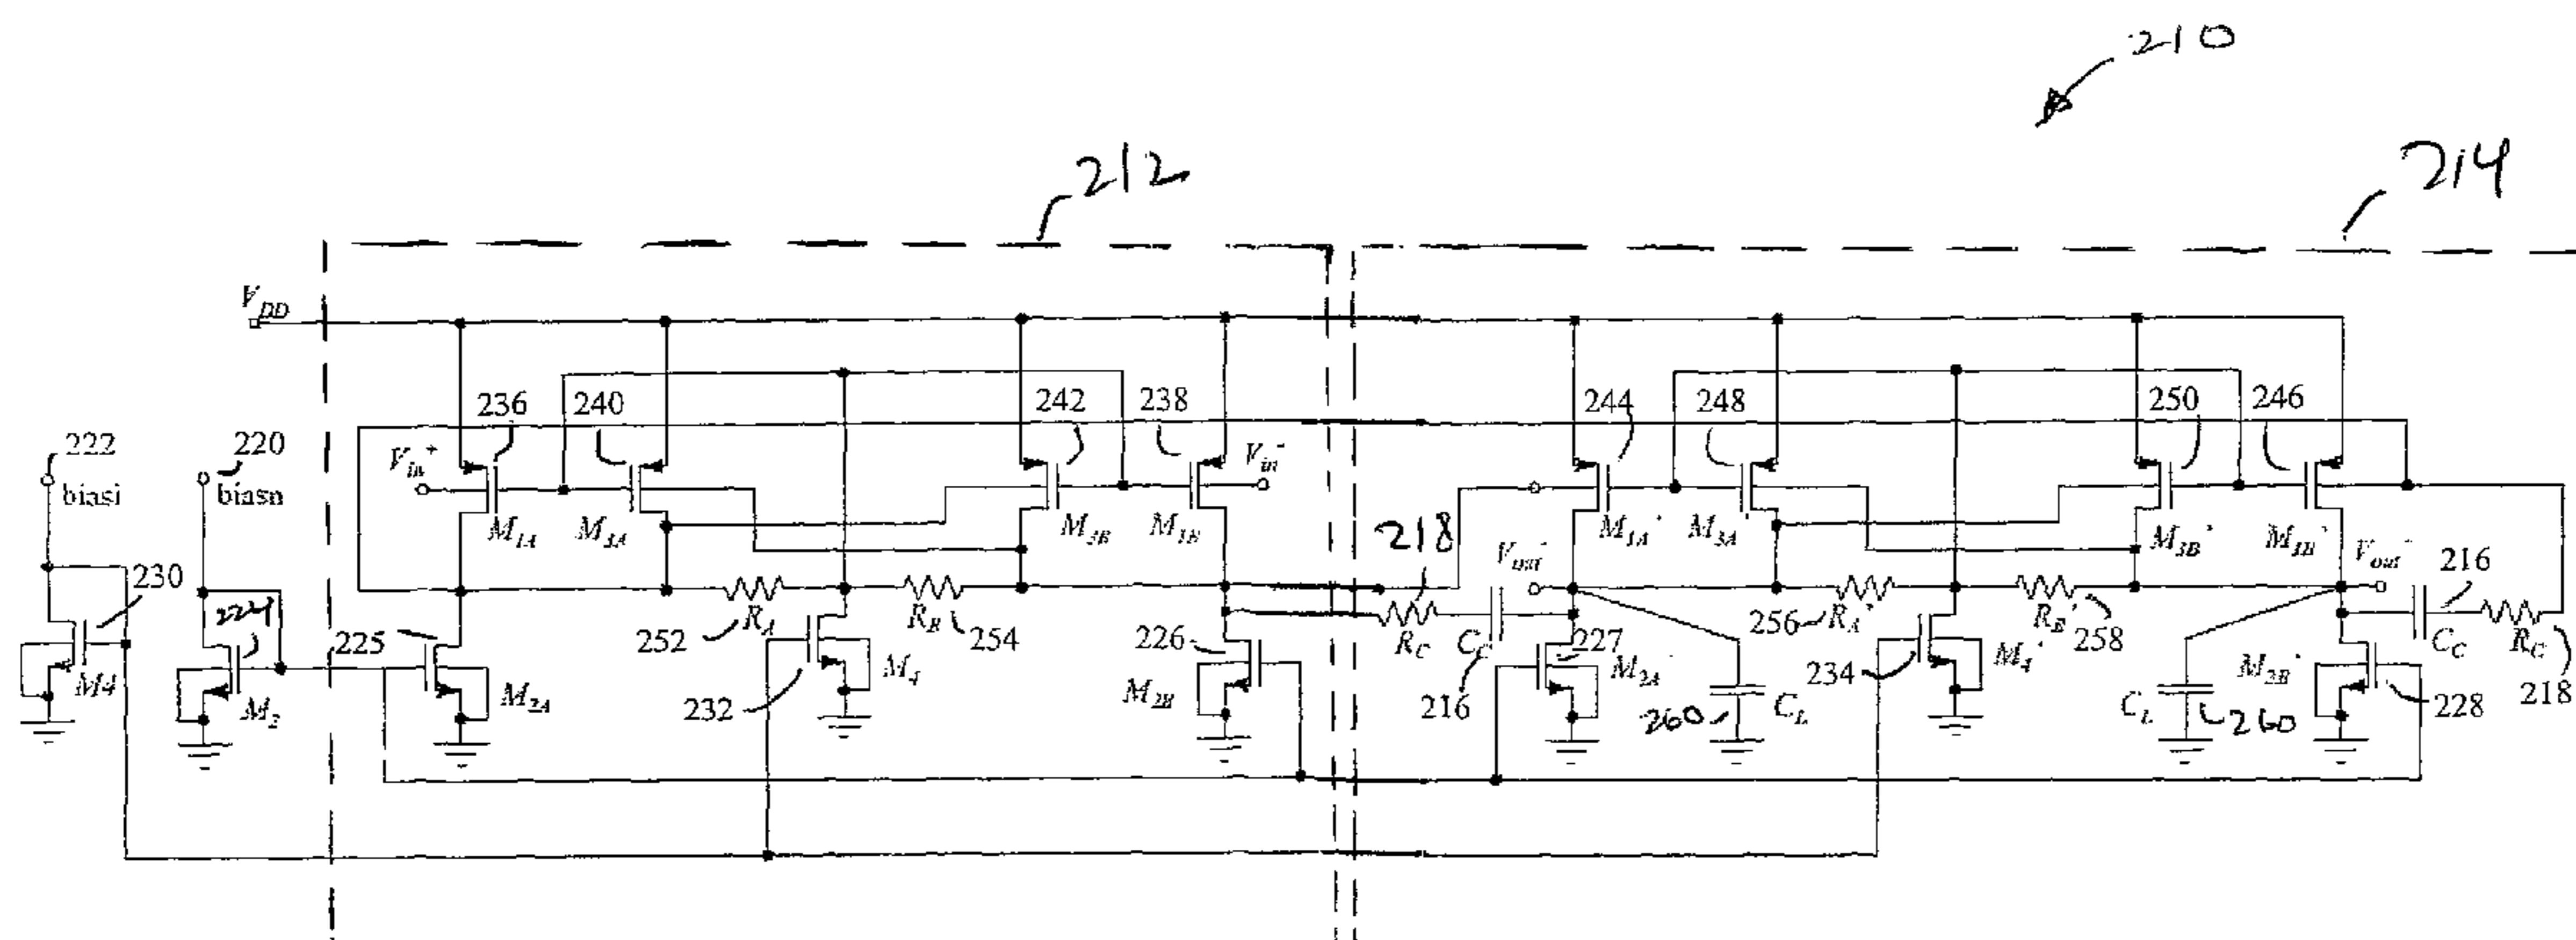 210
212
214
V_DD
236
240
242
238
244
248
250
246
222
220
biasi
biasn
V_in^+
V_in^-
M_1A
M_3A
M_3B
M_1B
M_1A'
M_3A'
M_3B'
M_1B'
218
V_out^-
V_out^-
216
230
224
225
252
R_A
R_B
254
226
R_C
C_C
216
227
256
R_A'
R_B'
258
234
C_C
R_C
218
M4
M_2
M_2A
232
M_4
M_2B
M_2A'
260
C_L
M_4'
C_L
260
M_2B'
228